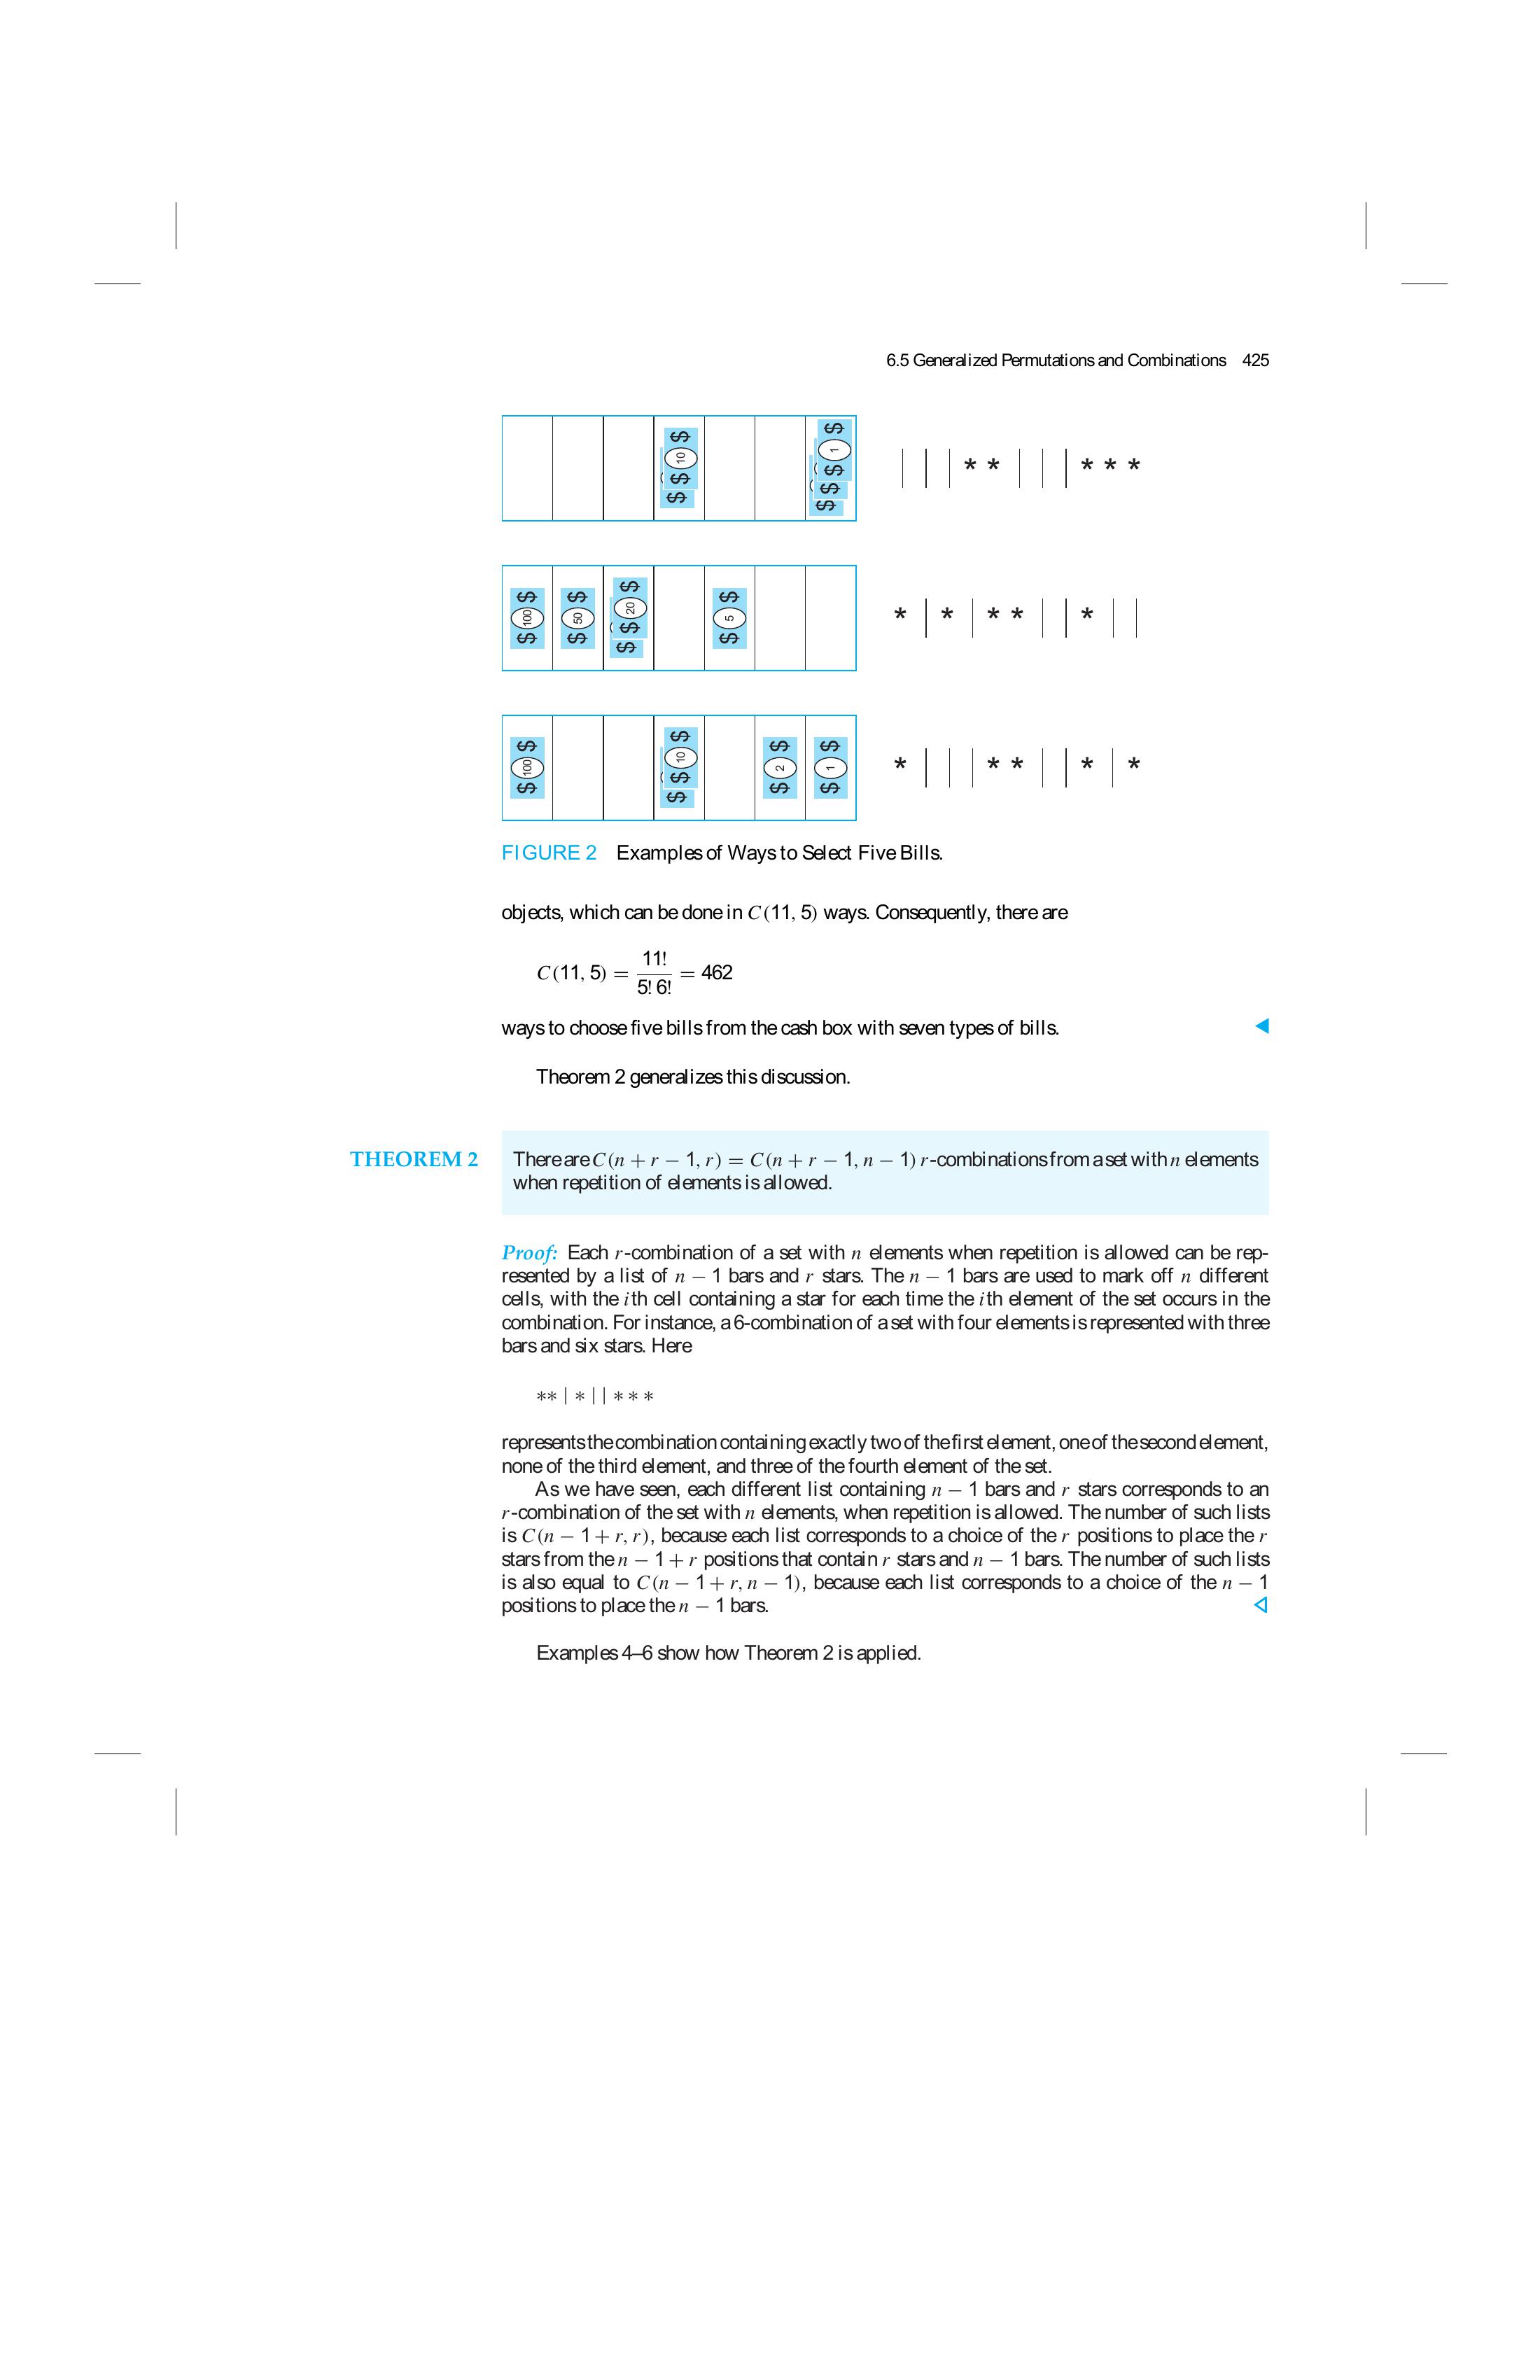 6.5 Generalized Permutations and Combinations 425
$ 10 $ $ $ $ 1 $ $ $ $ | | | * * | | | * * *
$ 100 $ $ 50 $ $ 20 $ $ $ $ 5 $ * | * | * * | | * | |
$ 100 $ $ 10 $ $ $ $ 2 $ $ 1 $ * | | | * * | | * | *
FIGURE 2 Examples of Ways to Select Five Bills.
objects, which can be done in C(11, 5) ways. Consequently, there are
C(11, 5) = 11! / 5! 6! = 462
ways to choose five bills from the cash box with seven types of bills.
Theorem 2 generalizes this discussion.
THEOREM 2 There are C(n + r − 1, r) = C(n + r − 1, n − 1) r-combinations from a set with n elements
when repetition of elements is allowed.
Proof: Each r-combination of a set with n elements when repetition is allowed can be rep-
resented by a list of n − 1 bars and r stars. The n − 1 bars are used to mark off n different
cells, with the ith cell containing a star for each time the ith element of the set occurs in the
combination. For instance, a 6-combination of a set with four elements is represented with three
bars and six stars. Here
** | * | | * * *
represents the combination containing exactly two of the first element, one of the second element,
none of the third element, and three of the fourth element of the set.
As we have seen, each different list containing n − 1 bars and r stars corresponds to an
r-combination of the set with n elements, when repetition is allowed. The number of such lists
is C(n − 1 + r, r), because each list corresponds to a choice of the r positions to place the r
stars from the n − 1 + r positions that contain r stars and n − 1 bars. The number of such lists
is also equal to C(n − 1 + r, n − 1), because each list corresponds to a choice of the n − 1
positions to place the n − 1 bars.
Examples 4–6 show how Theorem 2 is applied.